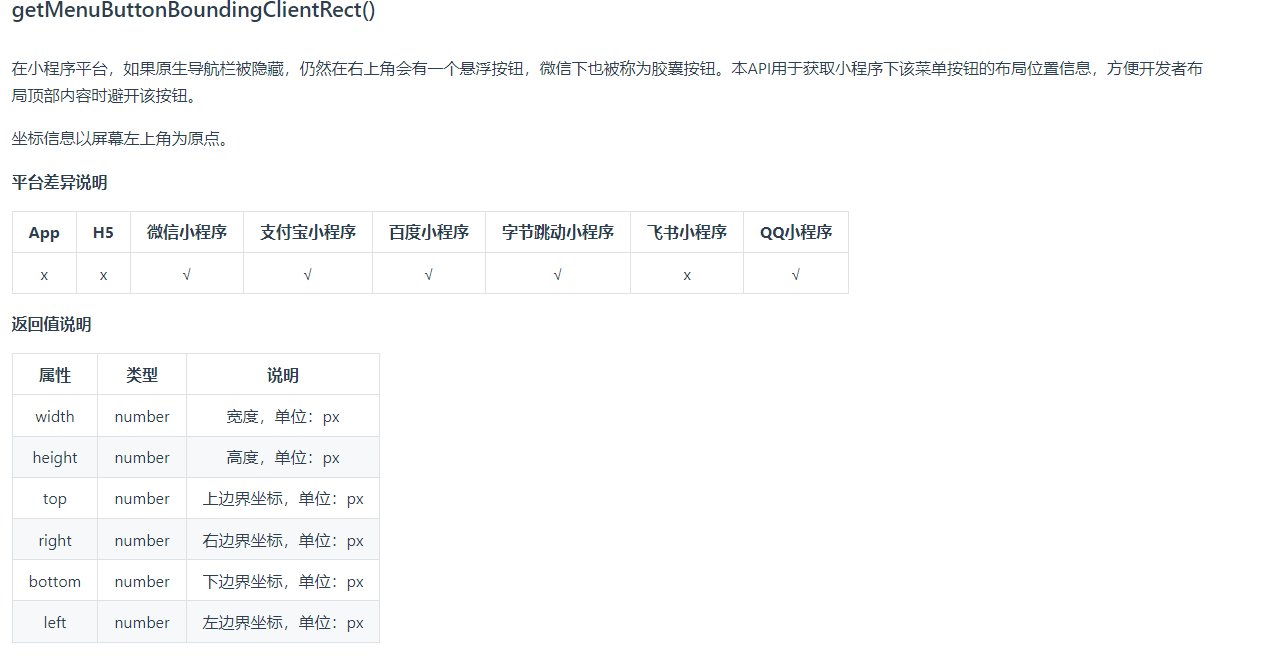 getMenuButtonBoundingClientRect()
在小程序平台，如果原生导航栏被隐藏，仍然在右上角会有一个悬浮按钮，微信下也被称为胶囊按钮。本API用于获取小程序下该菜单按钮的布局位置信息，方便开发者布
局顶部内容时避开该按钮。
坐标信息以屏幕左上角为原点。
平台差异说明
App H5 微信小程序 支付宝小程序 百度小程序 字节跳动小程序 飞书小程序 QQ小程序
x x √ √ √ √ x √
返回值说明
属性 类型 说明
width number 宽度，单位：px
height number 高度，单位：px
top number 上边界坐标，单位：px
right number 右边界坐标，单位：px
bottom number 下边界坐标，单位：px
left number 左边界坐标，单位：px